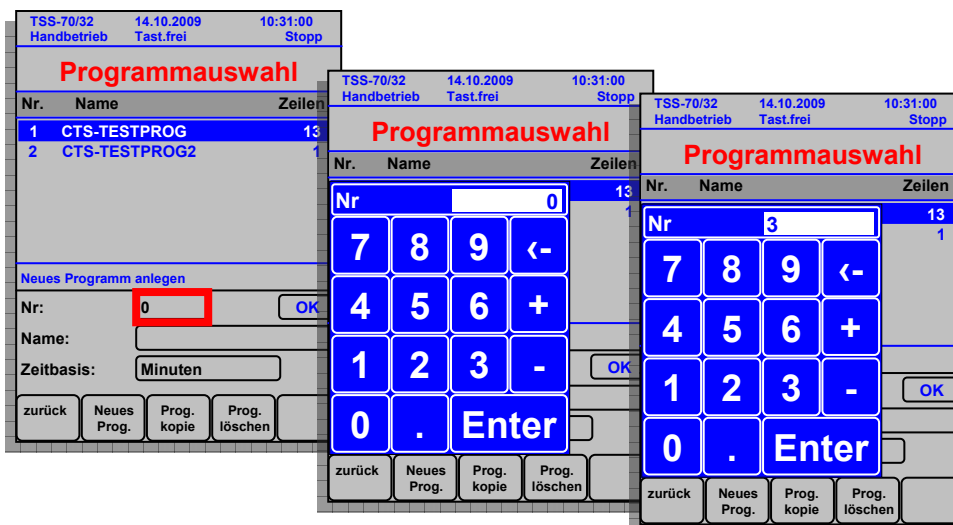 TSS-70/32 14.10.2009 10:31:00
Handbetrieb Tast.frei Stopp
Programmauswahl
Nr. Name Zeilen
1 CTS-TESTPROG 13
2 CTS-TESTPROG2 1
Neues Programm anlegen
Nr: 0 OK
Name:
Zeitbasis: Minuten
zurück Neues Prog. Prog.
Prog. kopie löschen
TSS-70/32 14.10.2009 10:31:00
Handbetrieb Tast.frei Stopp
Programmauswahl
Nr. Name Zeilen
13
1
Nr 0
7 8 9 ‹-
4 5 6 +
1 2 3 -
OK
0 . Enter
zurück Neues Prog. Prog.
Prog. kopie löschen
TSS-70/32 14.10.2009 10:31:00
Handbetrieb Tast.frei Stopp
Programmauswahl
Nr. Name Zeilen
13
1
Nr 3
7 8 9 ‹-
4 5 6 +
1 2 3 -
OK
0 . Enter
zurück Neues Prog. Prog.
Prog. kopie löschen